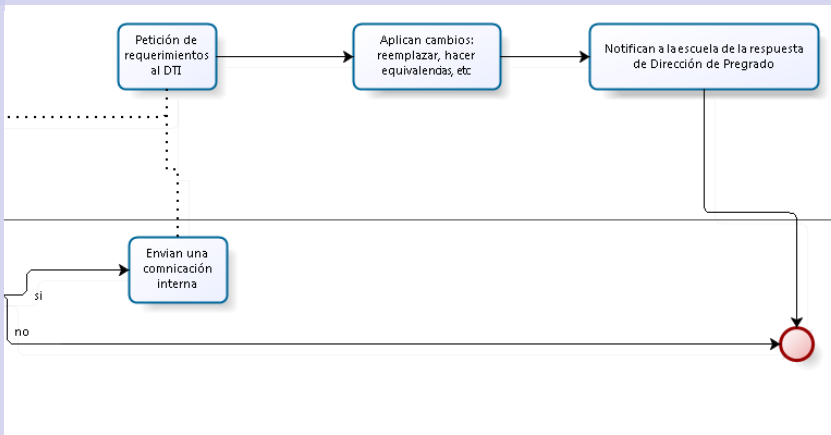 Petición de
requerimientos
al DTI
Aplican cambios:
reemplazar, hacer
equivalencias, etc
Notifican a la escuela de la respuesta
de Dirección de Pregrado
Envian una
comnicación
interna
si
no